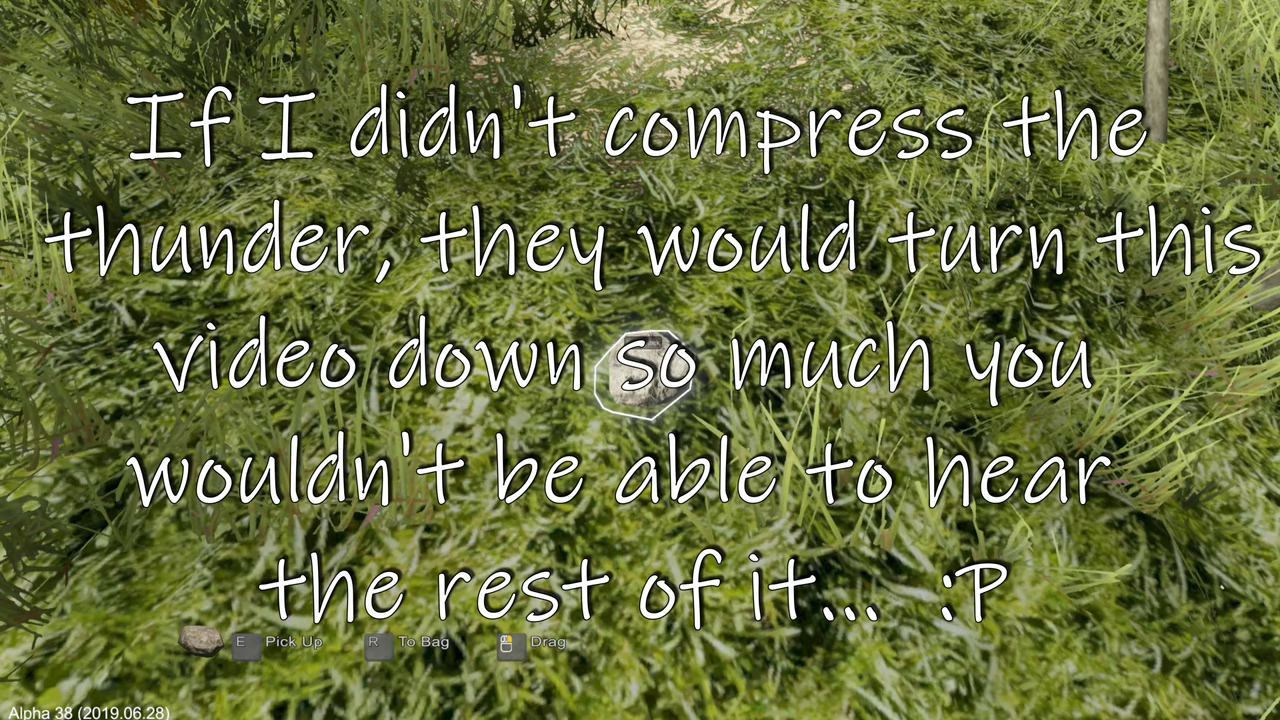 If I didn't compress the
thunder, they would turn this
video down so much you
wouldn't be able to hear
the rest of it... :P
E Pick Up R To Bag Drag
Alpha 38 (2019.06.28)